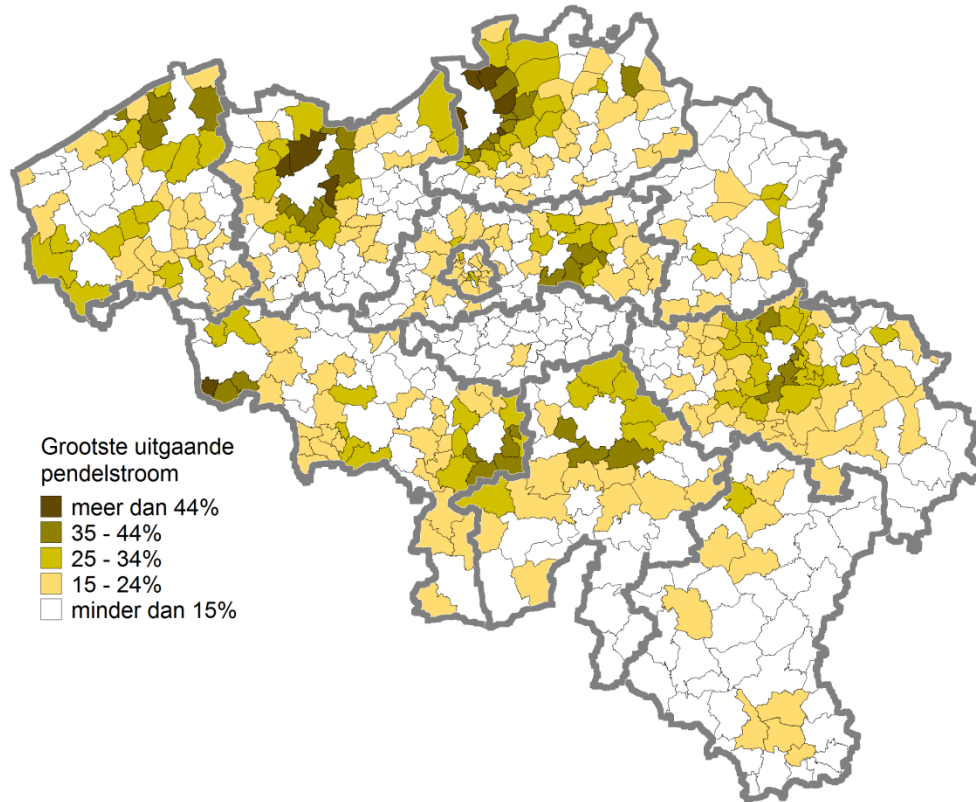 Grootste uitgaande
pendelstroom
meer dan 44%
35 - 44%
25 - 34%
15 - 24%
minder dan 15%